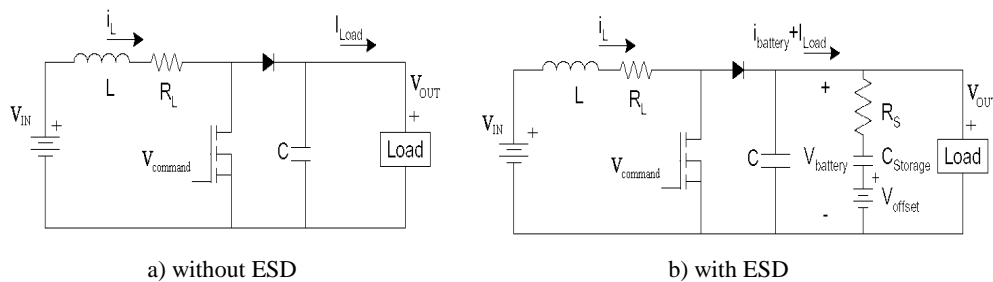 i_L
I_Load
L
R_L
V_IN
+
V_command
C
V_OUT
+
Load
a) without ESD
i_L
i_battery+I_Load
L
R_L
V_IN
+
V_command
C
+
V_battery
-
R_S
C_Storage
+
V_offset
V_OUT
+
Load
b) with ESD